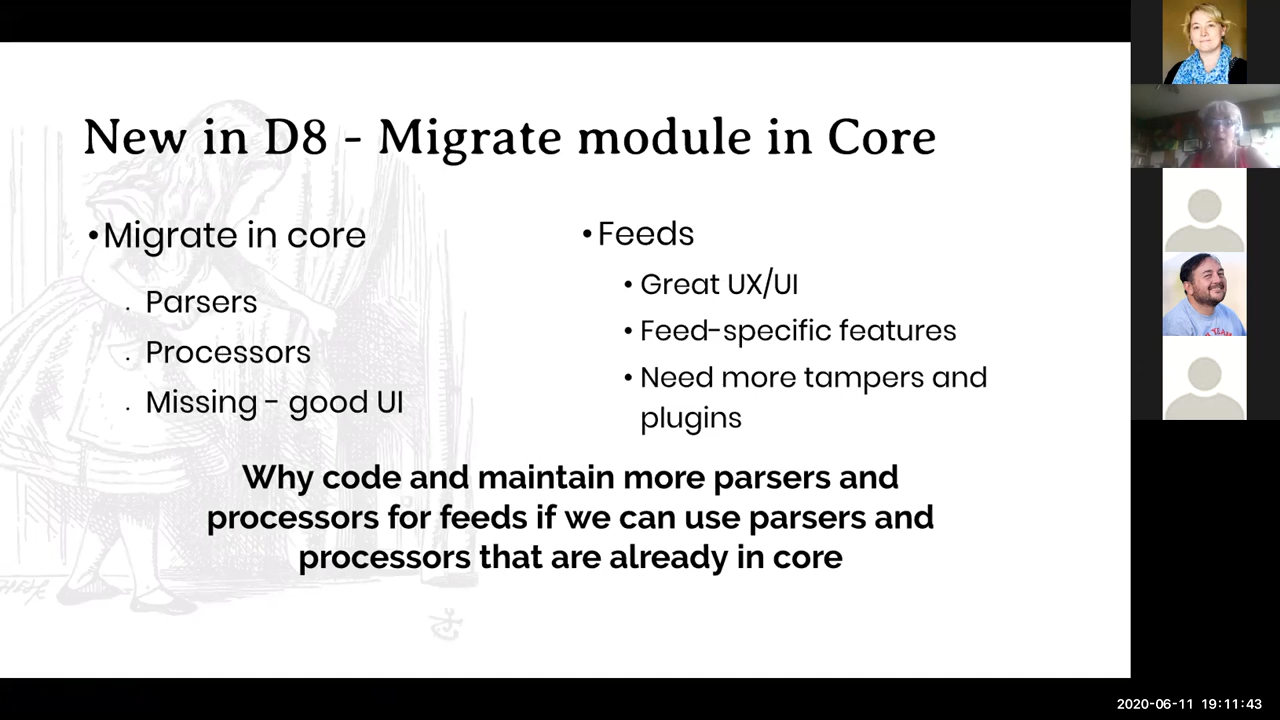 New in D8 - Migrate module in Core
•Migrate in core
. Parsers
. Processors
. Missing - good UI
•Feeds
• Great UX/UI
• Feed-specific features
• Need more tampers and
plugins
Why code and maintain more parsers and
processors for feeds if we can use parsers and
processors that are already in core
2020-06-11 19:11:43